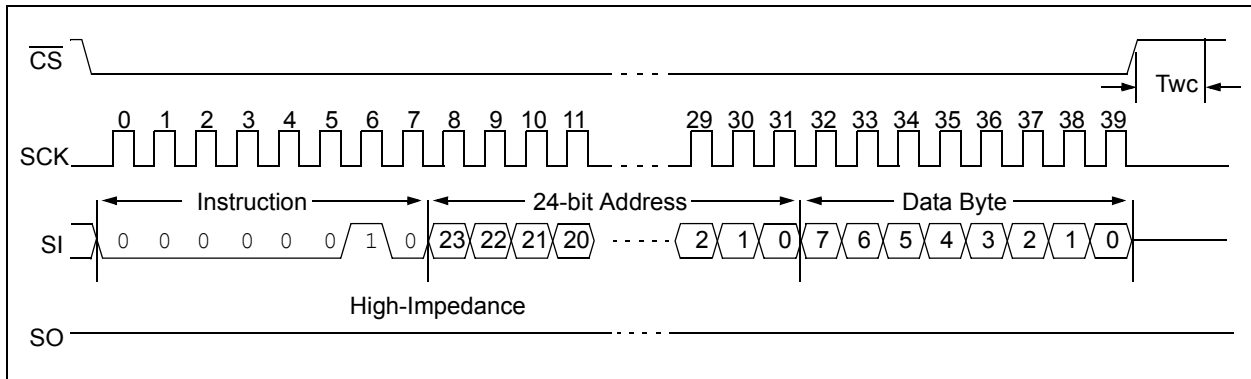 CS
Twc
0 1 2 3 4 5 6 7 8 9 10 11 29 30 31 32 33 34 35 36 37 38 39
SCK
Instruction 24-bit Address Data Byte
SI 0 0 0 0 0 0 1 0 23 22 21 20 2 1 0 7 6 5 4 3 2 1 0
High-Impedance
SO